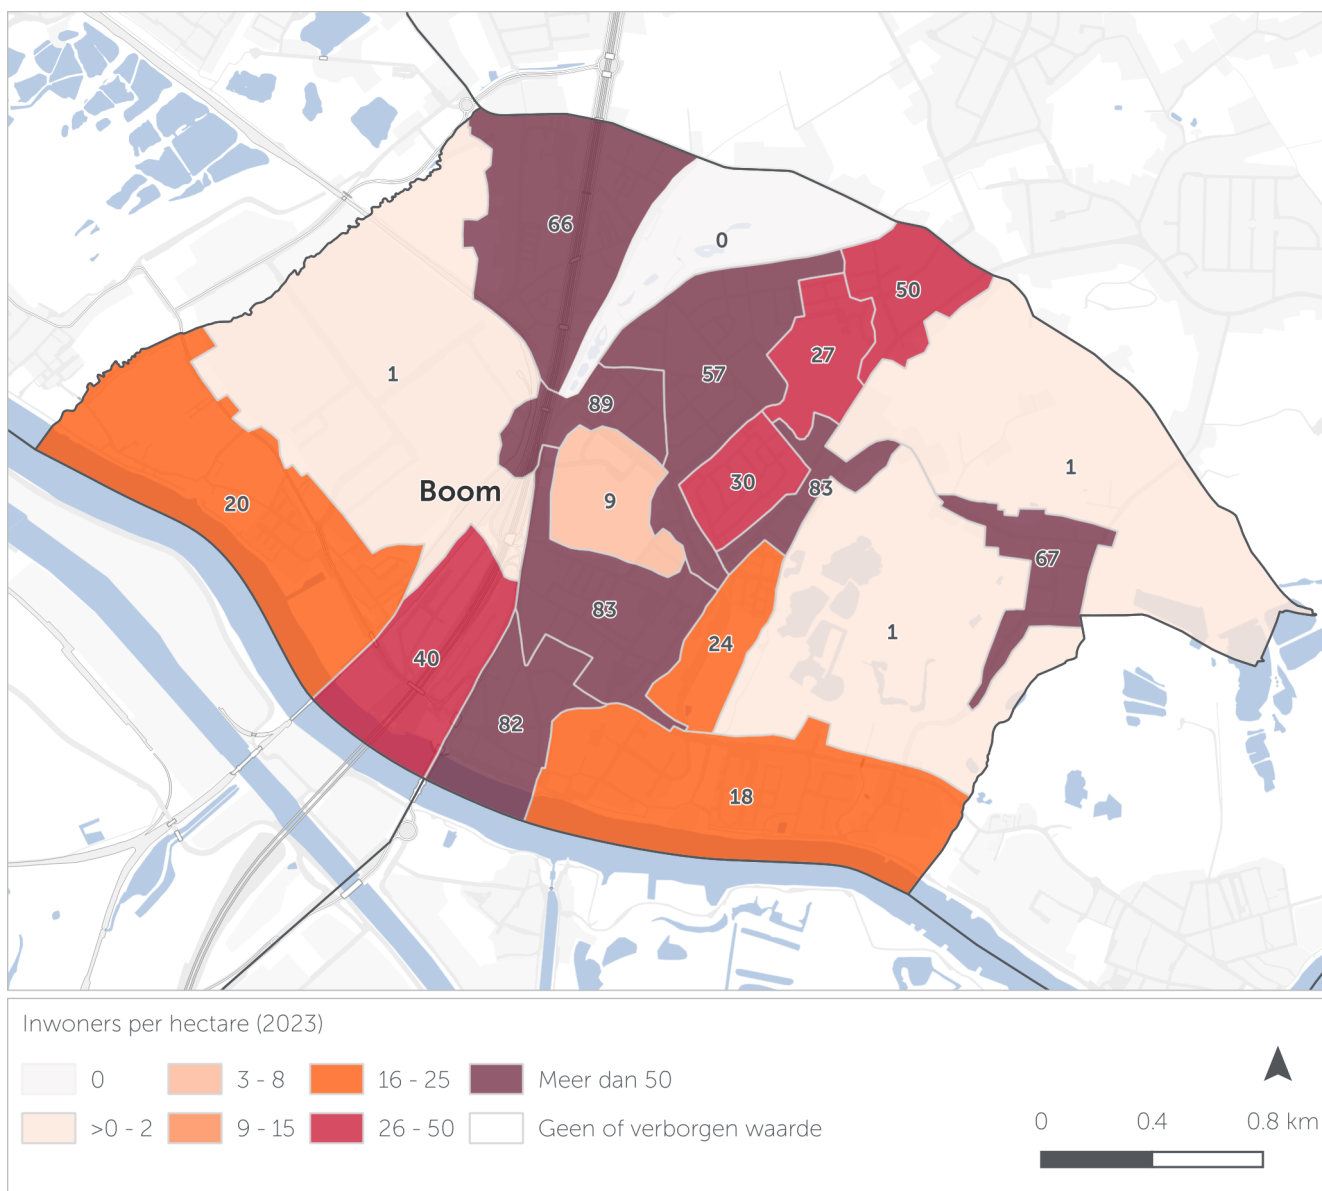 66
0
50
27
1
57
89
1
30
83
9
Boom
20
67
83
1
24
40
82
18
Inwoners per hectare (2023)
0
3 - 8
16 - 25
Meer dan 50
>0 - 2
9 - 15
26 - 50
Geen of verborgen waarde
0 0.4 0.8 km